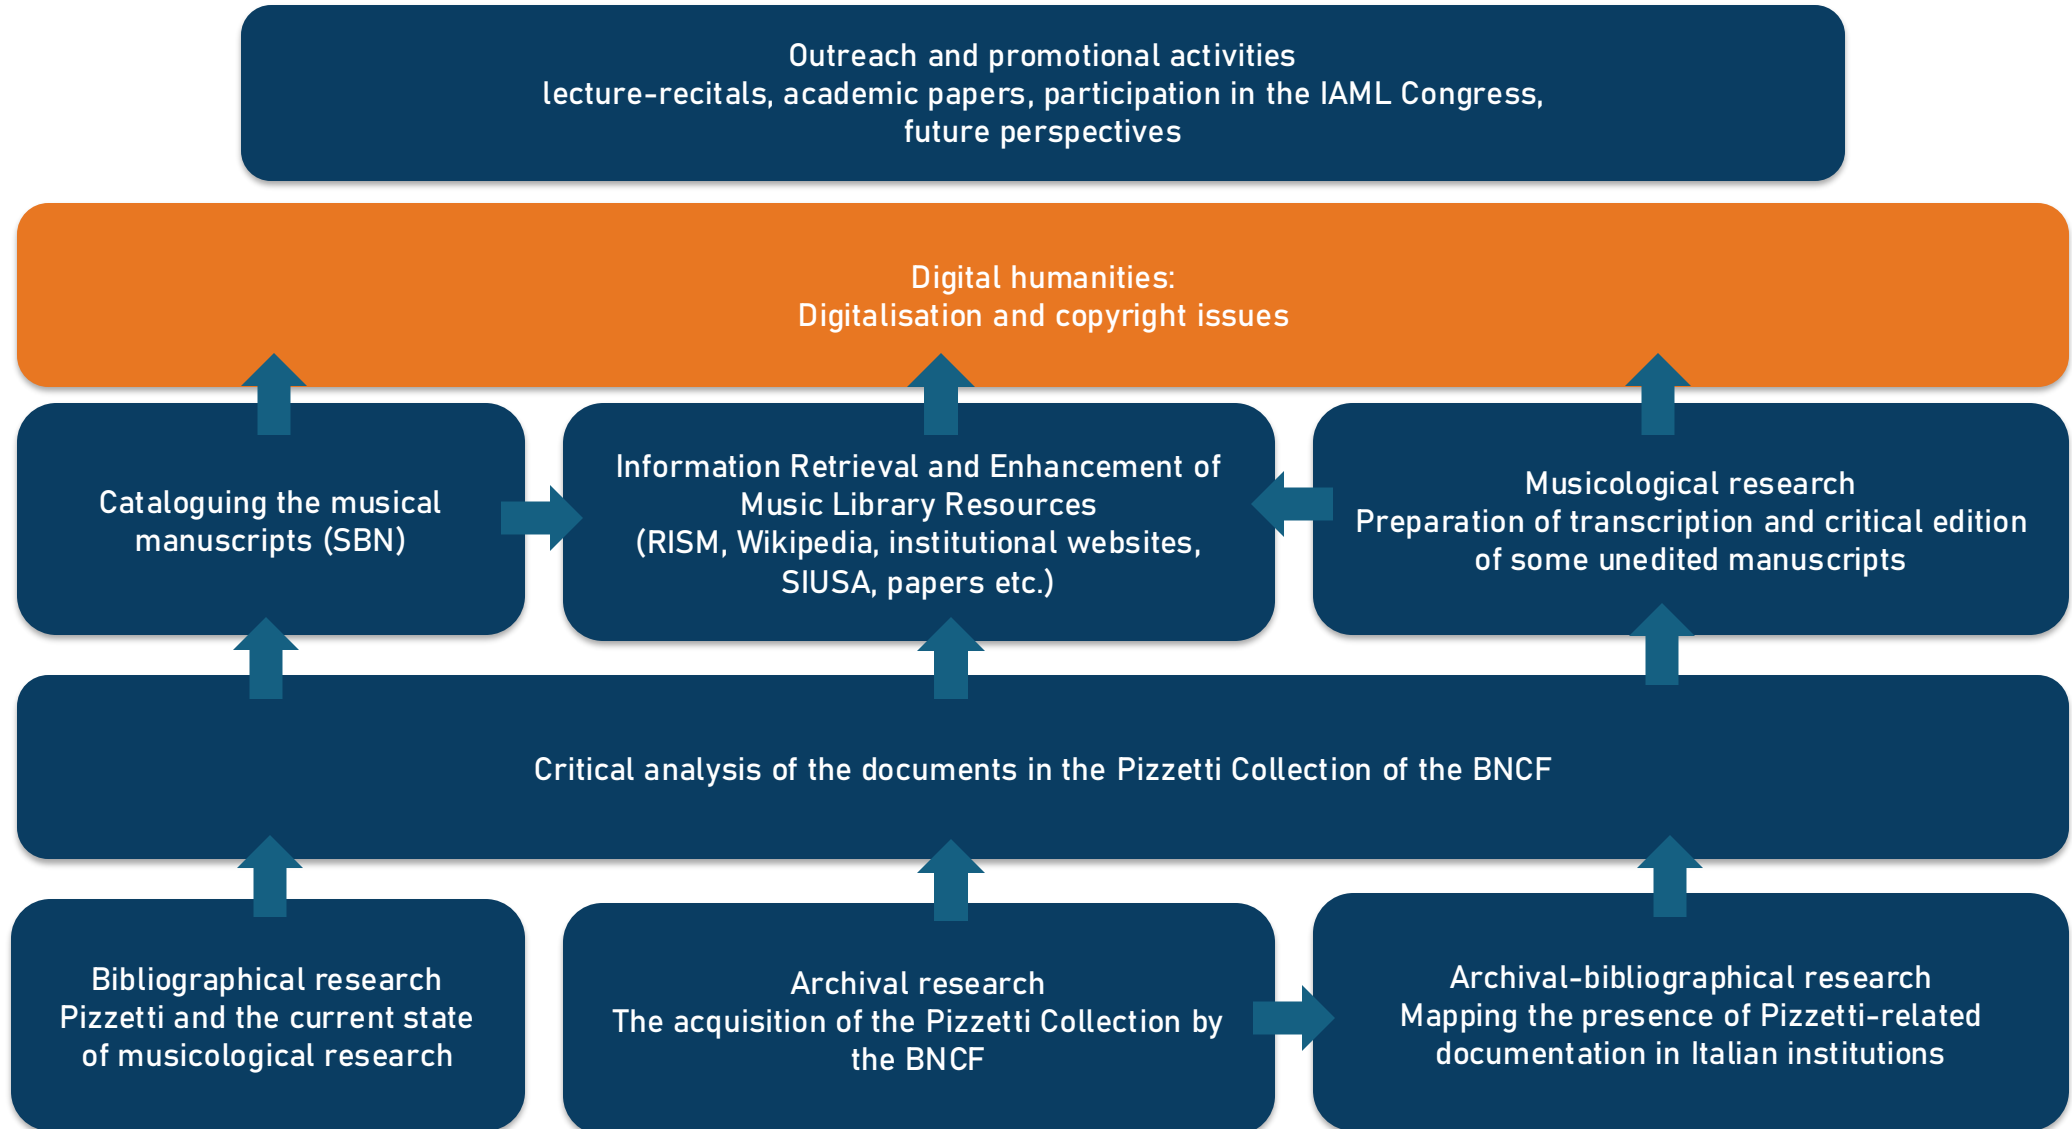 Outreach and promotional activities
lecture-recitals, academic papers, participation in the IAML Congress,
future perspectives
Digital humanities:
Digitalisation and copyright issues
Cataloguing the musical
manuscripts (SBN)
Information Retrieval and Enhancement of
Music Library Resources
(RISM, Wikipedia, institutional websites,
SIUSA, papers etc.)
Musicological research
Preparation of transcription and critical edition
of some unedited manuscripts
Critical analysis of the documents in the Pizzetti Collection of the BNCF
Bibliographical research
Pizzetti and the current state
of musicological research
Archival research
The acquisition of the Pizzetti Collection by
the BNCF
Archival-bibliographical research
Mapping the presence of Pizzetti-related
documentation in Italian institutions